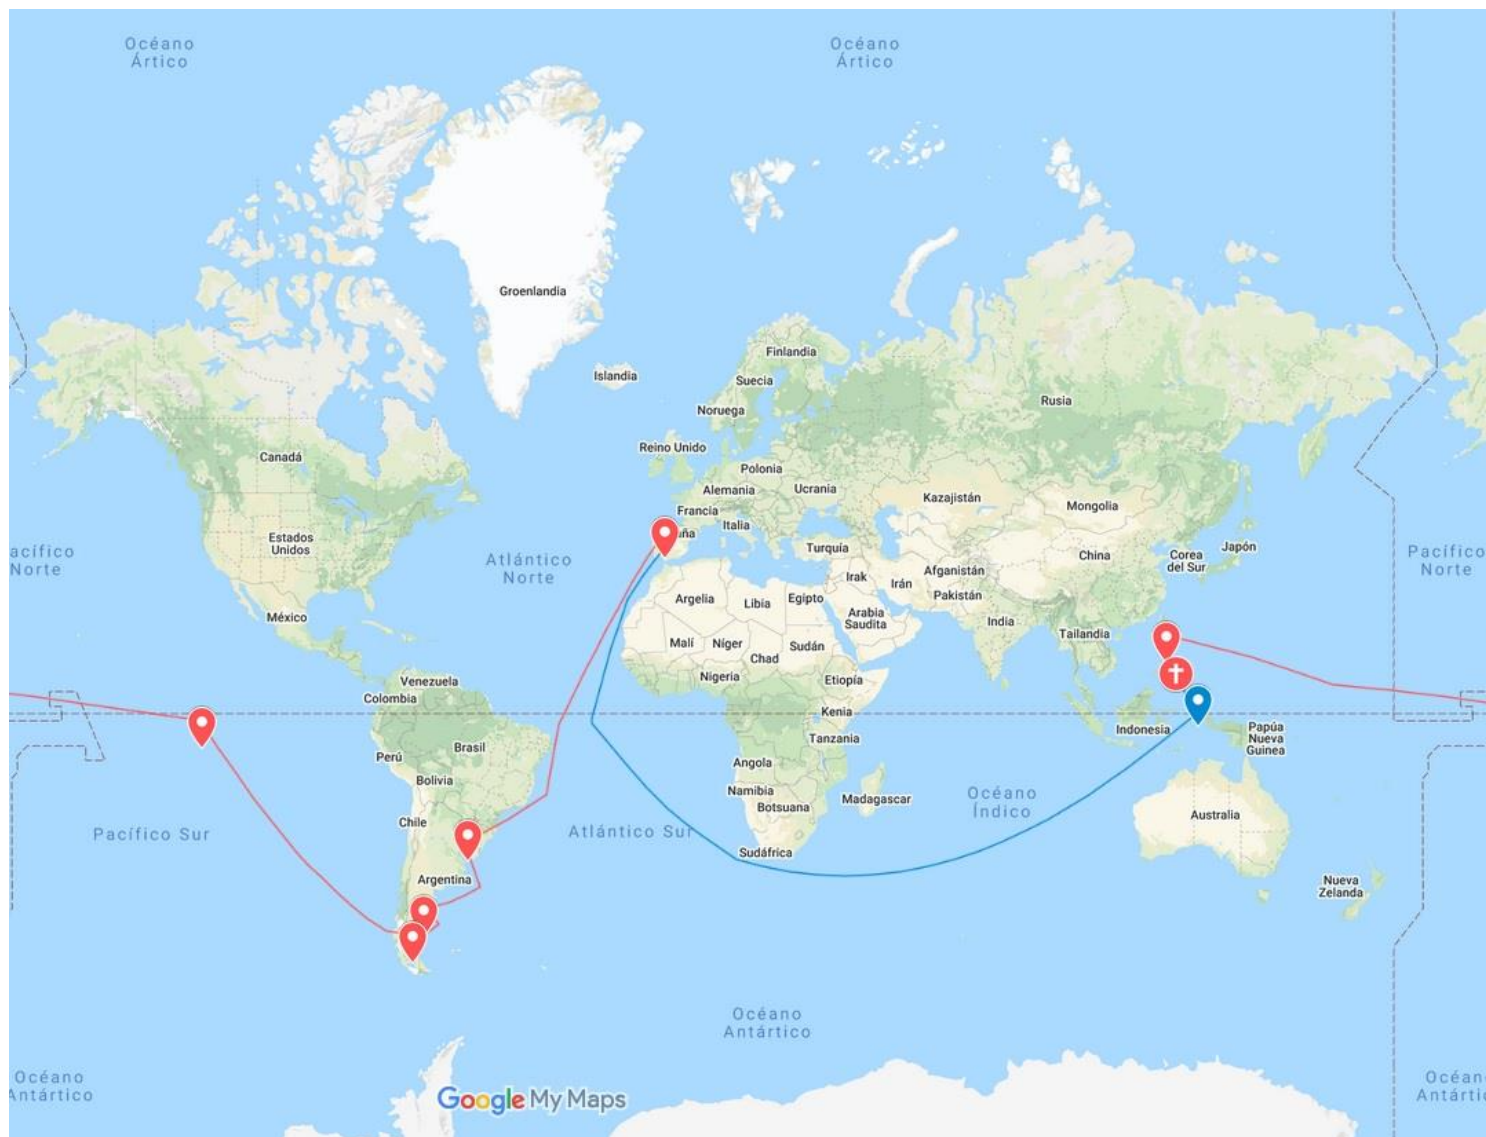 Océano
Ártico
Océano
Ártico
Groenlandia
Islandia
Finlandia
Suecia
Noruega
Rusia
Reino Unido
Canadá
Polonia
Alemania
Ucrania
Kazajistán
Mongolia
Francia
Italia
aña
Estados
Unidos
Turquía
China
Corea
del Sur
Japón
acífico
Norte
Atlántico
Norte
Pacífico
Norte
Afganistán
Irak
Irán
Pakistán
Argelia
Libia
Egipto
Arabia
Saudita
México
India
Tailandia
Malí
Níger
Sudán
Chad
Nigeria
Etiopía
Venezuela
Colombia
Kenia
Indonesia
Papúa
Nueva
Guinea
Tanzania
Brasil
Perú
Bolivia
Angola
Namibia
Botsuana
Madagascar
Océano
Índico
Chile
Australia
Pacífico Sur
Atlántico Sur
Sudáfrica
Argentina
Nueva
Zelanda
Océano
Antártico
Océano
Antártico
Océan
Antárti
Google My Maps